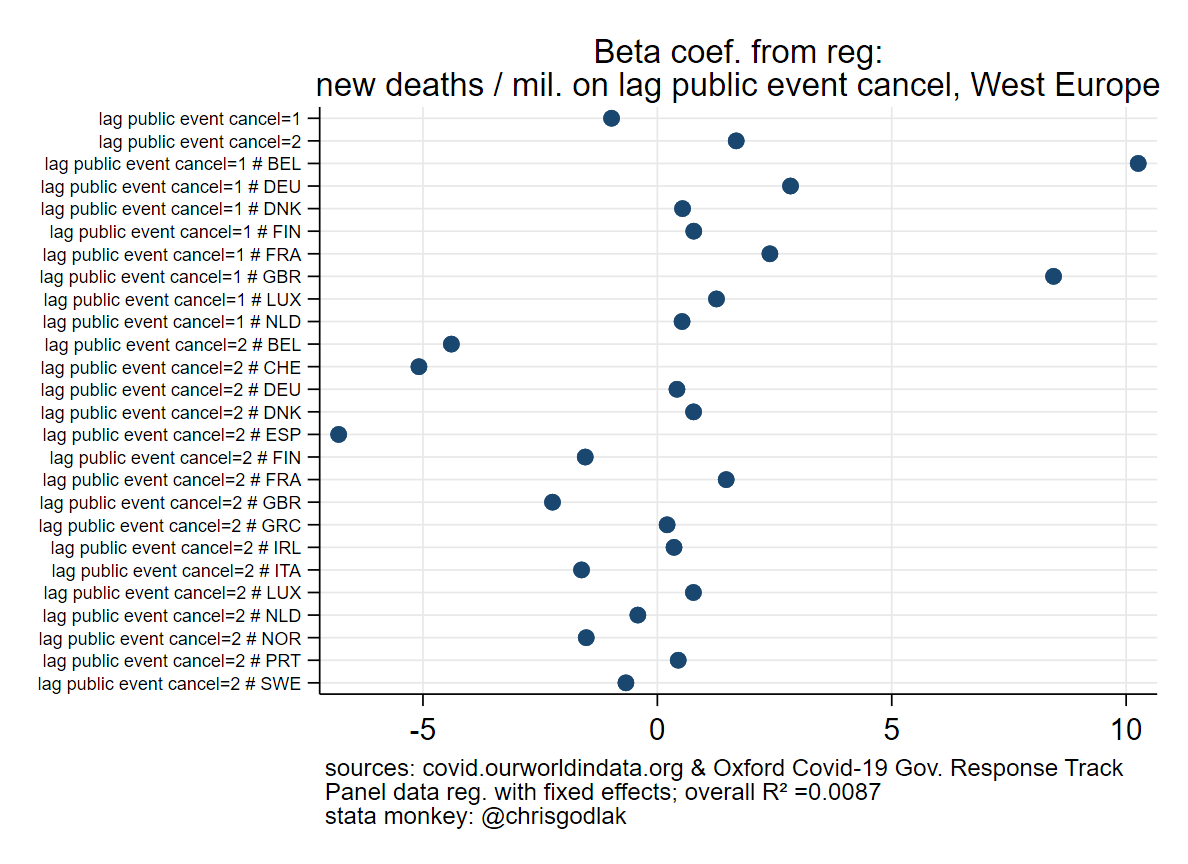 Beta coef. from reg:
new deaths / mil. on lag public event cancel, West Europe
lag public event cancel=1
lag public event cancel=2
lag public event cancel=1 # BEL
lag public event cancel=1 # DEU
lag public event cancel=1 # DNK
lag public event cancel=1 # FIN
lag public event cancel=1 # FRA
lag public event cancel=1 # GBR
lag public event cancel=1 # LUX
lag public event cancel=1 # NLD
lag public event cancel=2 # BEL
lag public event cancel=2 # CHE
lag public event cancel=2 # DEU
lag public event cancel=2 # DNK
lag public event cancel=2 # ESP
lag public event cancel=2 # FIN
lag public event cancel=2 # FRA
lag public event cancel=2 # GBR
lag public event cancel=2 # GRC
lag public event cancel=2 # IRL
lag public event cancel=2 # ITA
lag public event cancel=2 # LUX
lag public event cancel=2 # NLD
lag public event cancel=2 # NOR
lag public event cancel=2 # PRT
lag public event cancel=2 # SWE
-5 0 5 10
sources: covid.ourworldindata.org & Oxford Covid-19 Gov. Response Track
Panel data reg. with fixed effects; overall R² =0.0087
stata monkey: @chrisgodlak